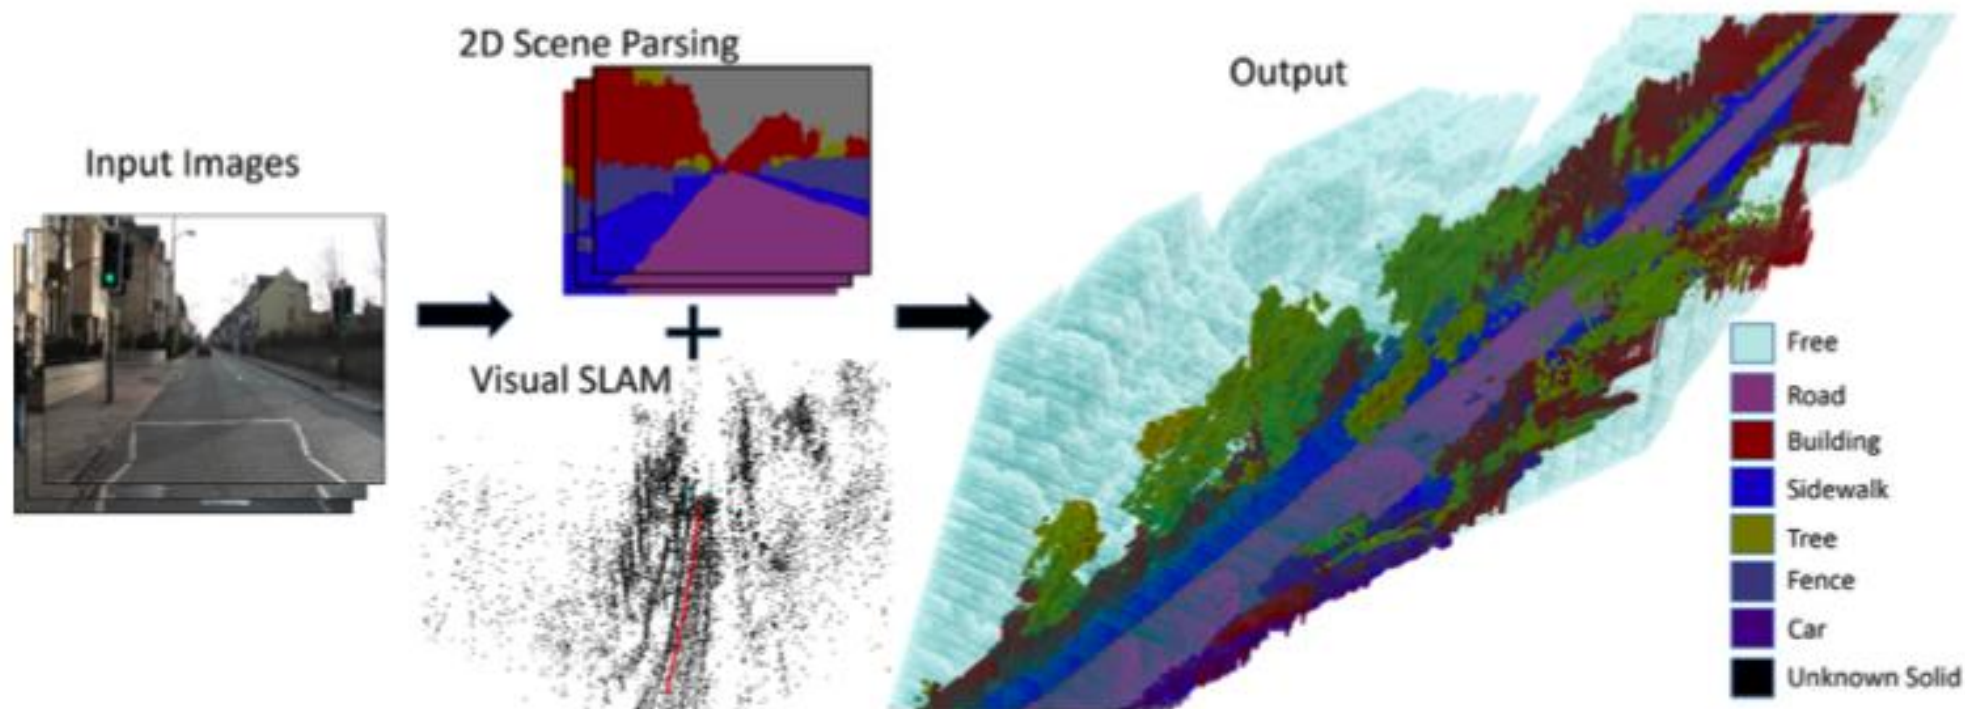 Input Images
2D Scene Parsing
Visual SLAM
Output
Free
Road
Building
Sidewalk
Tree
Fence
Car
Unknown Solid